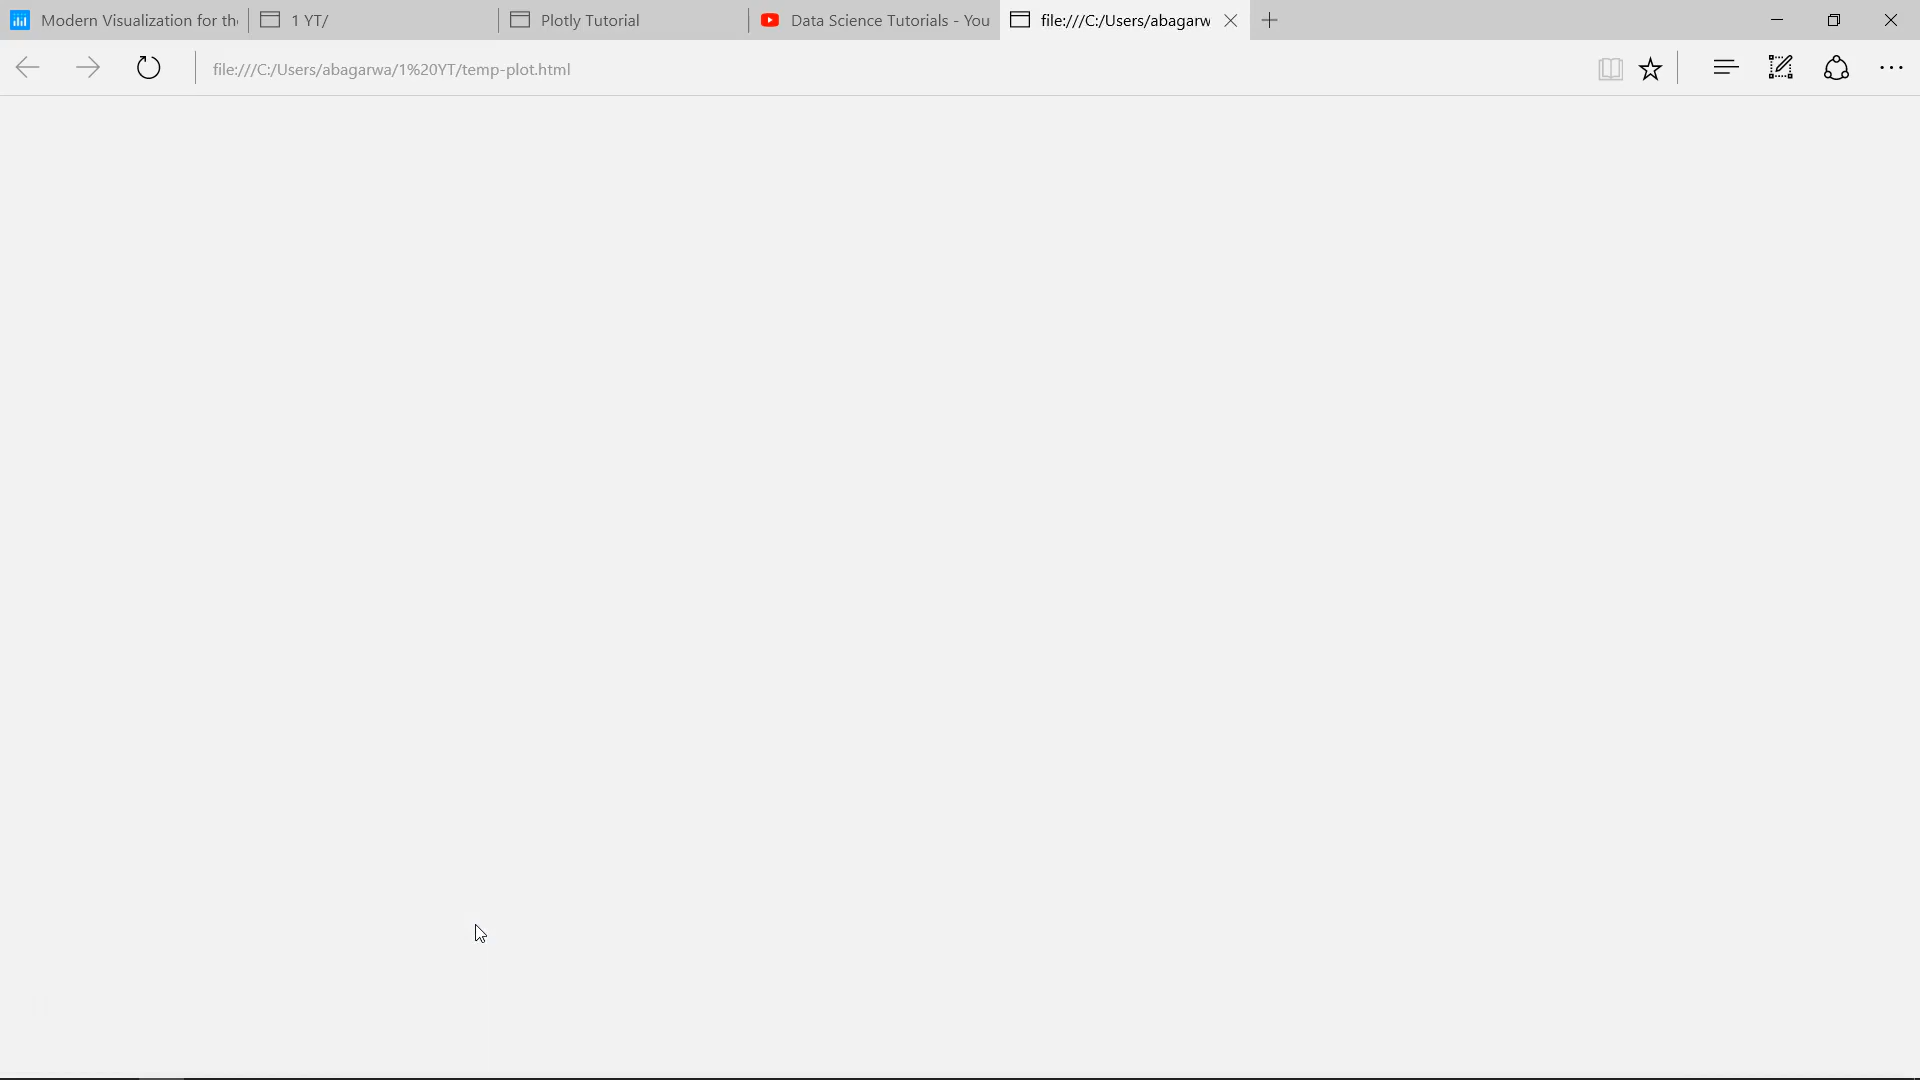 Modern Visualization for th
1 YT/
Plotly Tutorial
Data Science Tutorials - You
file:///C:/Users/abagarw
file:///C:/Users/abagarwa/1%20YT/temp-plot.html